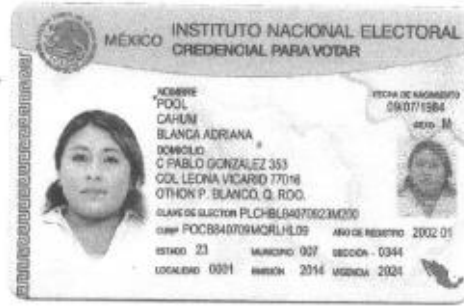 MÉXICO INSTITUTO NACIONAL ELECTORAL
CREDENCIAL PARA VOTAR
NOMBRE
POOL
CAHUM
BLANCA ADRIANA
FECHA DE NACIMIENTO
09/07/1984
SEXO M
DOMICILIO
C PABLO GONZALEZ 353
COL LEONA VICARIO 77016
OTHON P. BLANCO, Q. ROO.
CLAVE DE ELECTOR PLCHBL84070923M200
CURP POCB840709MQRLHL09 AÑO DE REGISTRO 2002 01
ESTADO 23 MUNICIPIO 007 SECCIÓN 0344
LOCALIDAD 0001 EMISIÓN 2014 VIGENCIA 2024